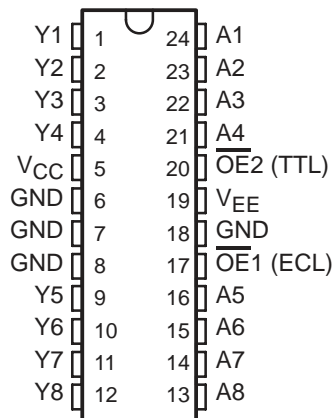 Y1 1 24 A1
Y2 2 23 A2
Y3 3 22 A3
Y4 4 21 A4
VCC 5 20 OE2 (TTL)
GND 6 19 VEE
GND 7 18 GND
GND 8 17 OE1 (ECL)
Y5 9 16 A5
Y6 10 15 A6
Y7 11 14 A7
Y8 12 13 A8